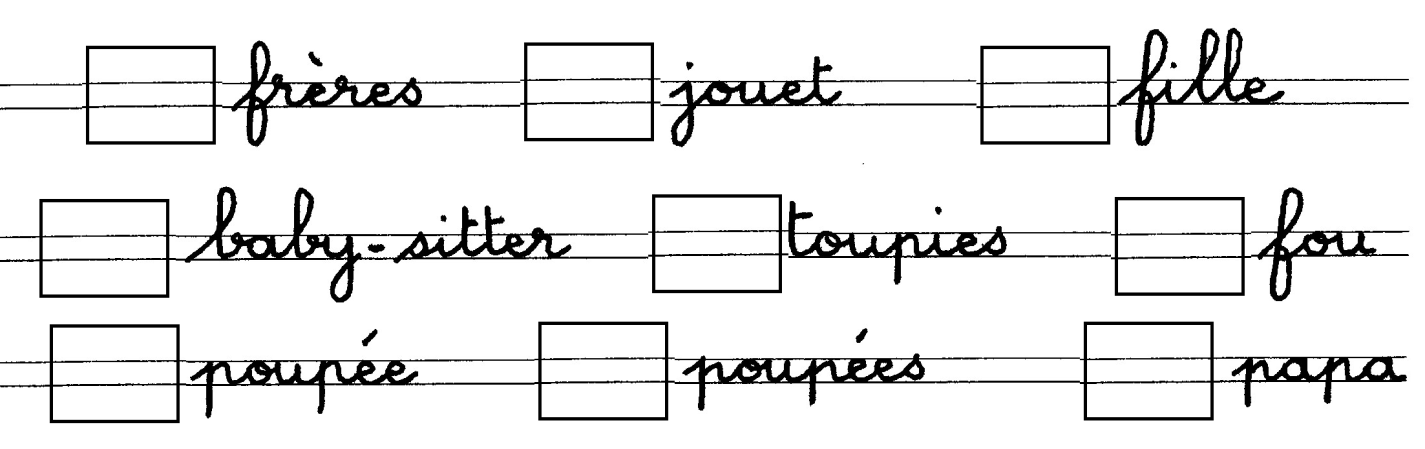 frères jouet fille
baby-sitter toupies fou
poupée poupées papa